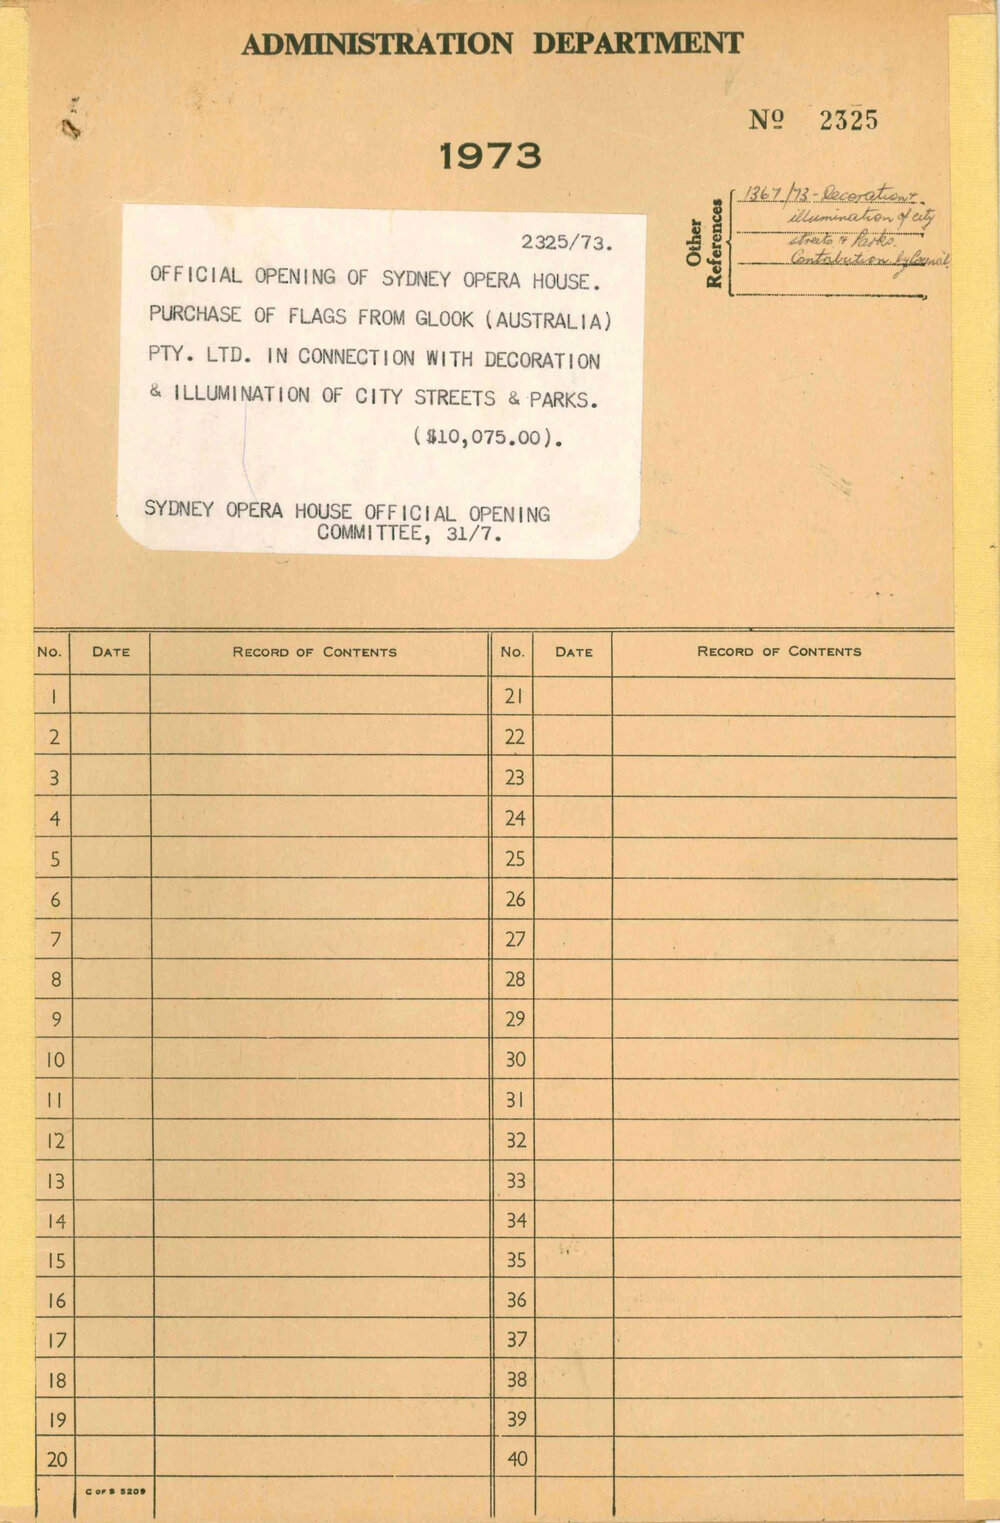 ADMINISTRATION DEPARTMENT
Nº 2325
1973
Other References
1367/73 - Decoration &
illumination of city
streets & Parks.
Contribution by Council
2325/73.
OFFICIAL OPENING OF SYDNEY OPERA HOUSE.
PURCHASE OF FLAGS FROM GLOOK (AUSTRALIA)
PTY. LTD. IN CONNECTION WITH DECORATION
& ILLUMINATION OF CITY STREETS & PARKS.
($10,075.00).
SYDNEY OPERA HOUSE OFFICIAL OPENING
COMMITTEE, 31/7.
No. DATE RECORD OF CONTENTS No. DATE RECORD OF CONTENTS
1 21
2 22
3 23
4 24
5 25
6 26
7 27
8 28
9 29
10 30
11 31
12 32
13 33
14 34
15 35
16 36
17 37
18 38
19 39
20 40
C OF S 5209